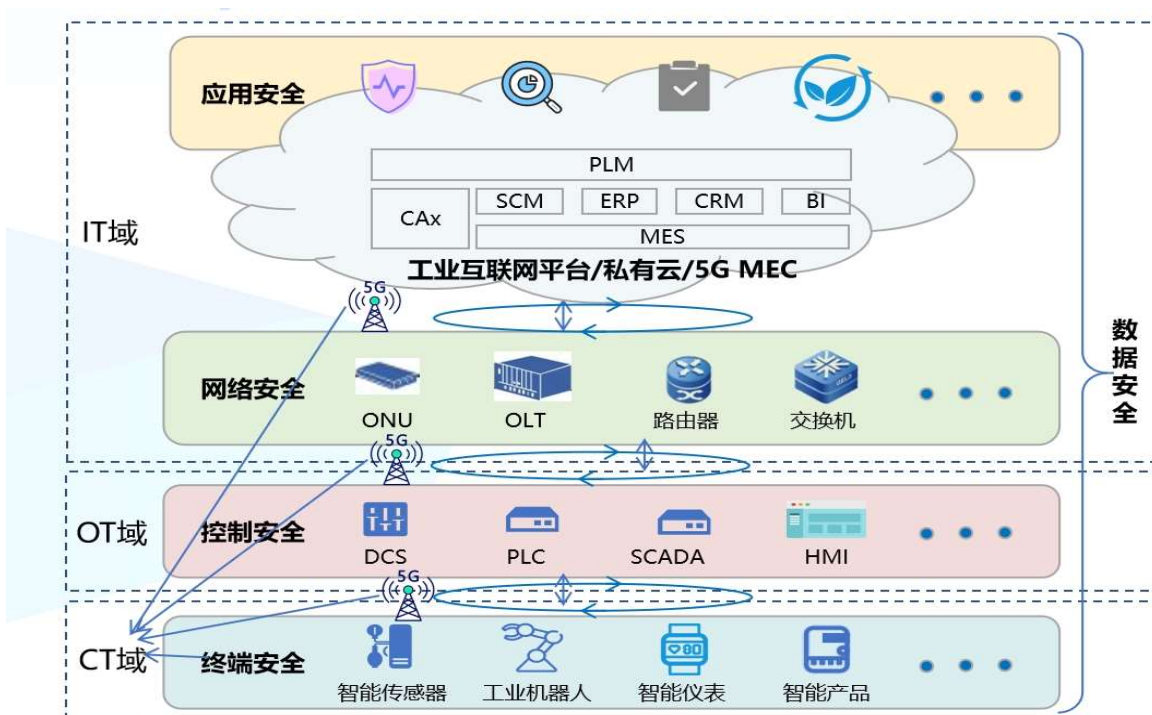 应用安全
PLM
CAx
SCM
ERP
CRM
BI
MES
工业互联网平台/私有云/5G MEC
IT域
5G
网络安全
ONU
OLT
路由器
交换机
数据安全
5G
OT域
控制安全
DCS
PLC
SCADA
HMI
5G
CT域
终端安全
智能传感器
工业机器人
智能仪表
智能产品